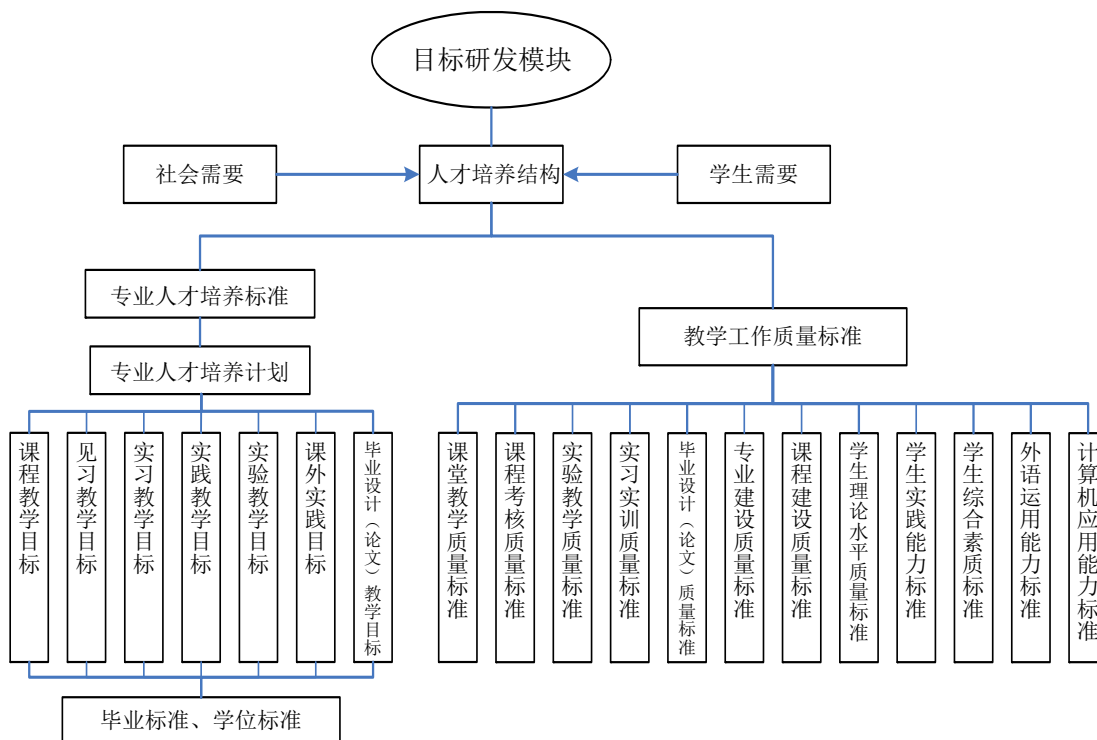 目标研发模块
社会需要
人才培养结构
学生需要
专业人才培养标准
教学工作质量标准
专业人才培养计划
课程教学目标
见习教学目标
实习教学目标
实践教学目标
实验教学目标
课外实践目标
毕业设计（论文）教学目标
课堂教学质量标准
课程考核质量标准
实验教学质量标准
实习实训质量标准
毕业设计（论文）质量标准
专业建设质量标准
课程建设质量标准
学生理论水平质量标准
学生实践能力标准
学生综合素质标准
外语运用能力标准
计算机应用能力标准
毕业标准、学位标准